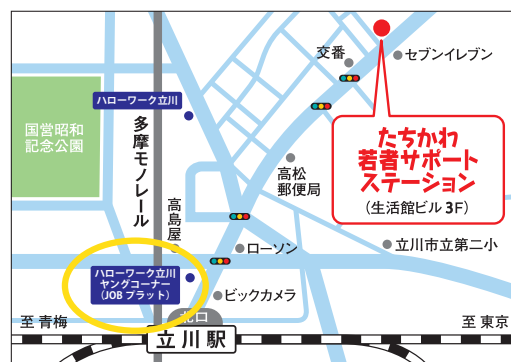 交番
セブンイレブン
ハローワーク立川
たちかわ
若者サポート
ステーション
(生活館ビル3F)
国営昭和
記念公園
多摩モノレール
高松
郵便局
高島屋
ローソン
立川市立第二小
ハローワーク立川
ヤングコーナー
(JOBプラット)
ビックカメラ
北口
至 青梅
立川駅
至 東京